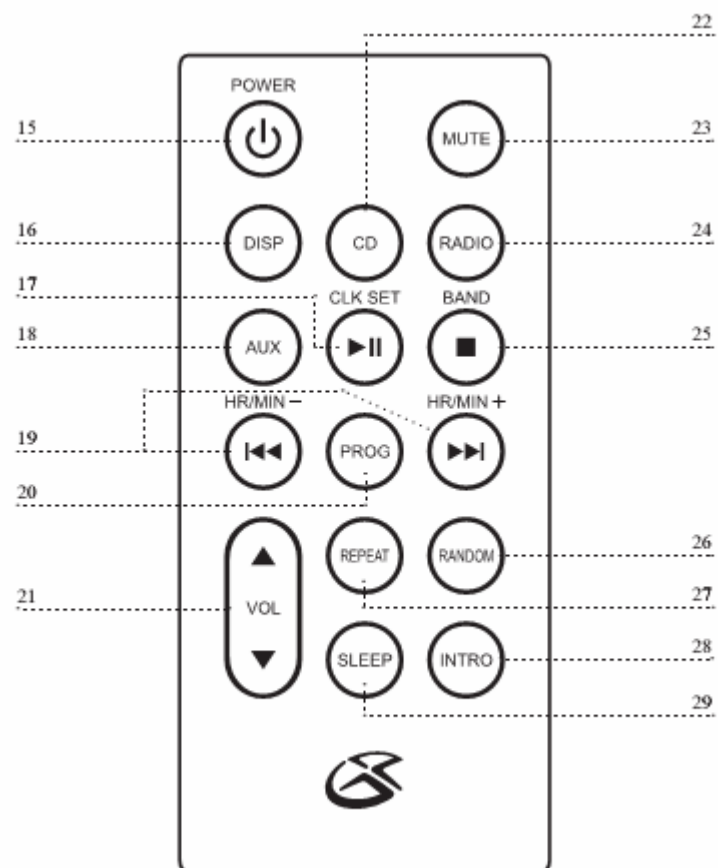 22
POWER
15
MUTE
23
16
DISP
CD
RADIO
24
17
CLK SET
BAND
18
AUX
25
HR/MIN −
HR/MIN +
19
PROG
20
REPEAT
RANDOM
26
21
VOL
27
SLEEP
INTRO
28
29